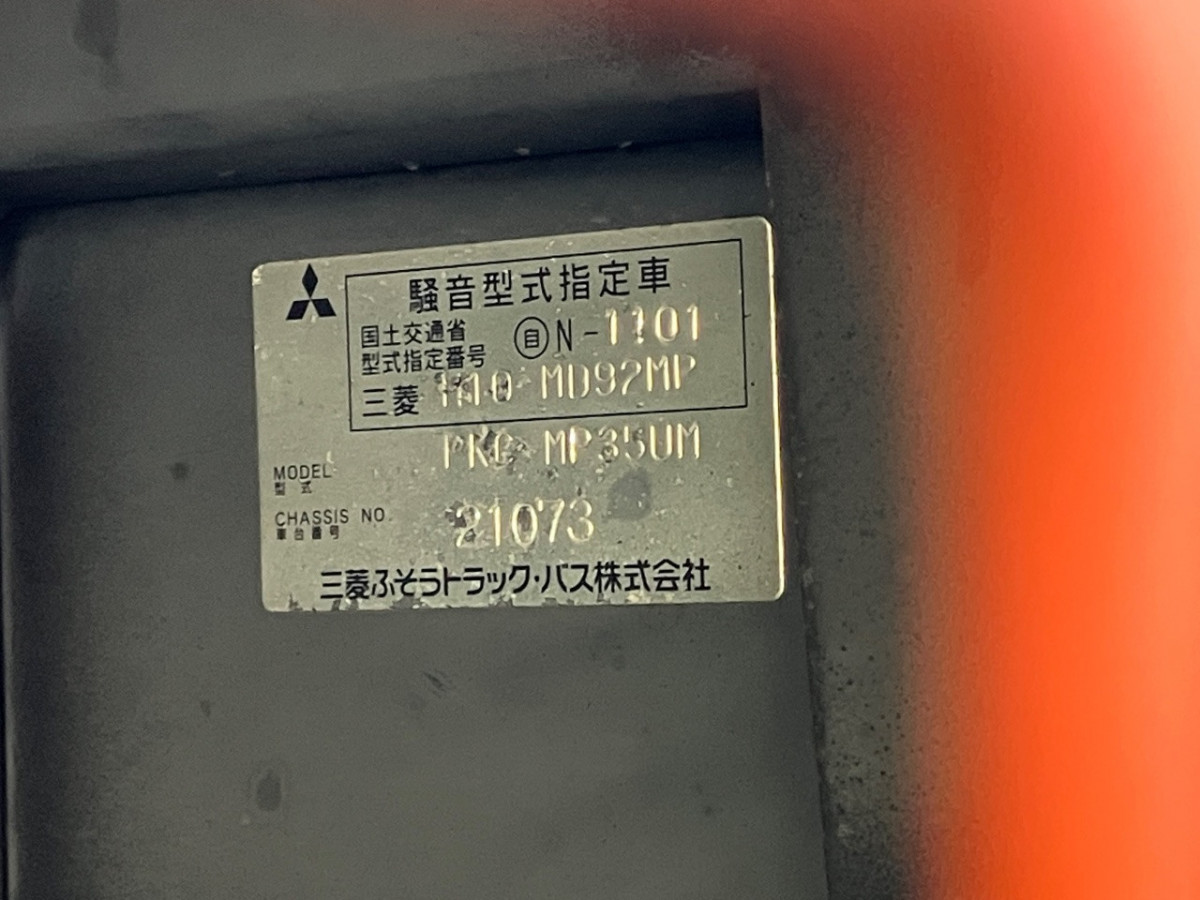 騒音型式指定車
国土交通省
型式指定番号
自 N-1101
三菱 MD92MP
PKG-MP35UM
MODEL
型式
CHASSIS NO.
車台番号
21073
三菱ふそうトラック・バス株式会社